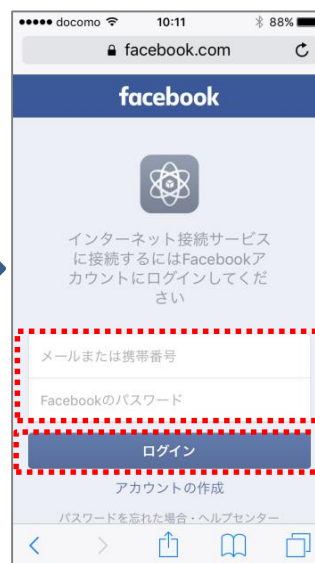 docomo 10:11 88%
facebook.com
facebook
インターネット接続サービス
に接続するにはFacebookア
カウントにログインしてくだ
さい
メールまたは携帯番号
Facebookのパスワード
ログイン
アカウントの作成
パスワードを忘れた場合・ヘルプセンター